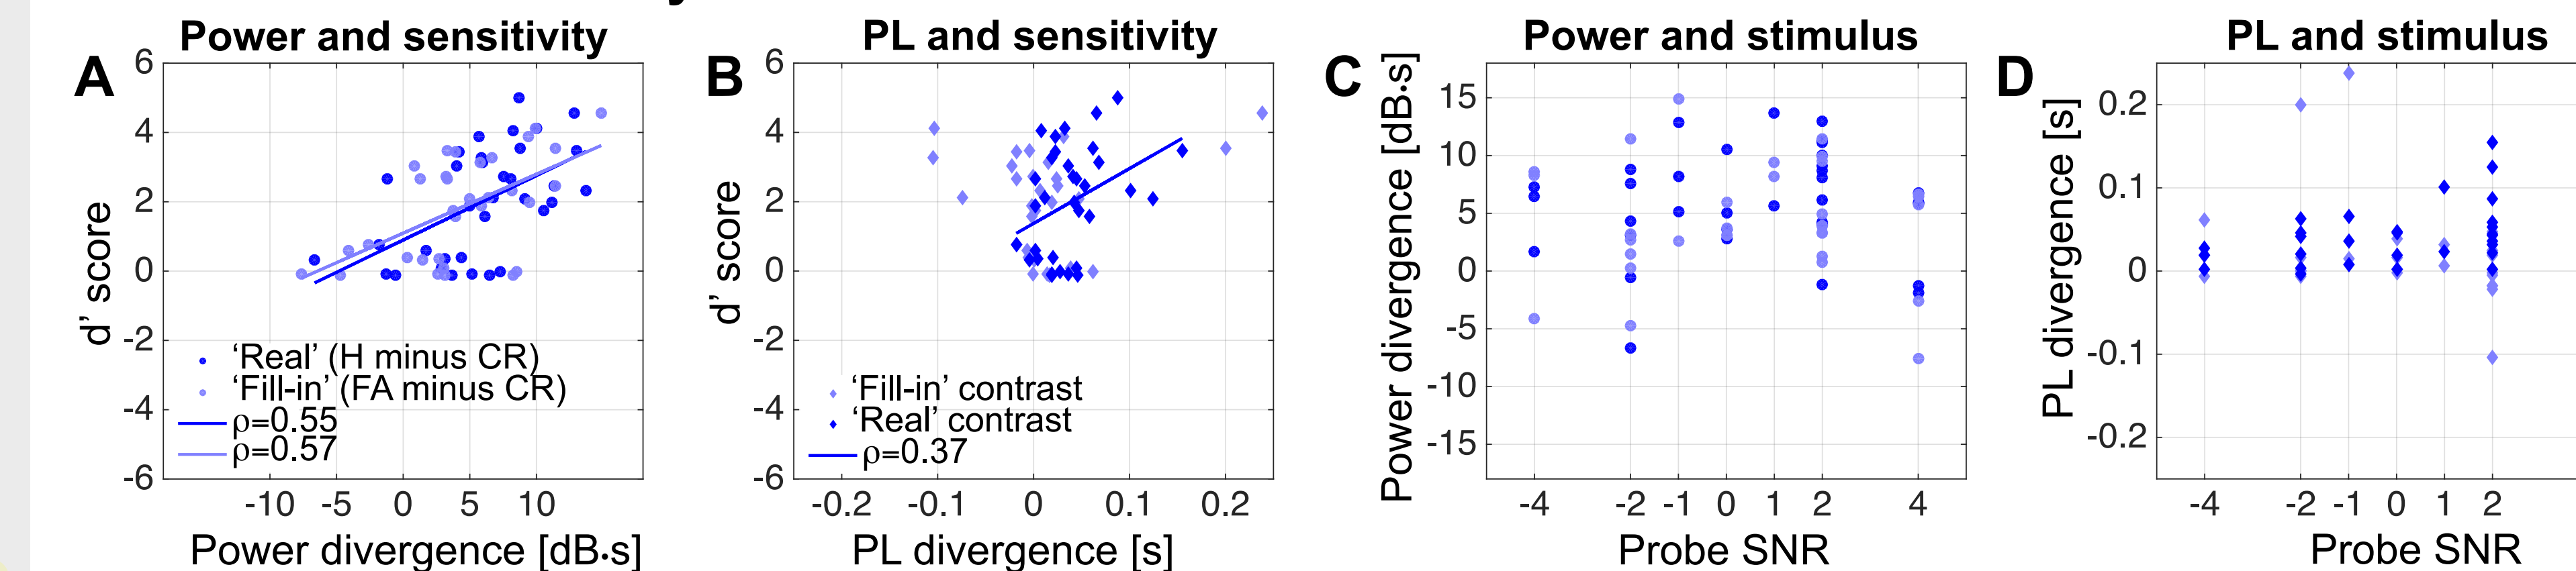 Power and sensitivity
A
6
4
2
0
-2
-4
-6
d' score
'Real' (H minus CR)
'Fill-in' (FA minus CR)
ρ=0.55
ρ=0.57
-10 -5 0 5 10
Power divergence [dB•s]
PL and sensitivity
B
6
4
2
0
-2
-4
-6
d' score
'Fill-in' contrast
'Real' contrast
ρ=0.37
-0.2 -0.1 0 0.1 0.2
PL divergence [s]
Power and stimulus
C
15
10
5
0
-5
-10
-15
Power divergence [dB•s]
-4 -2 -1 0 1 2 4
Probe SNR
PL and stimulus
D
0.2
0.1
0
-0.1
-0.2
PL divergence [s]
-4 -2 -1 0 1 2
Probe SNR